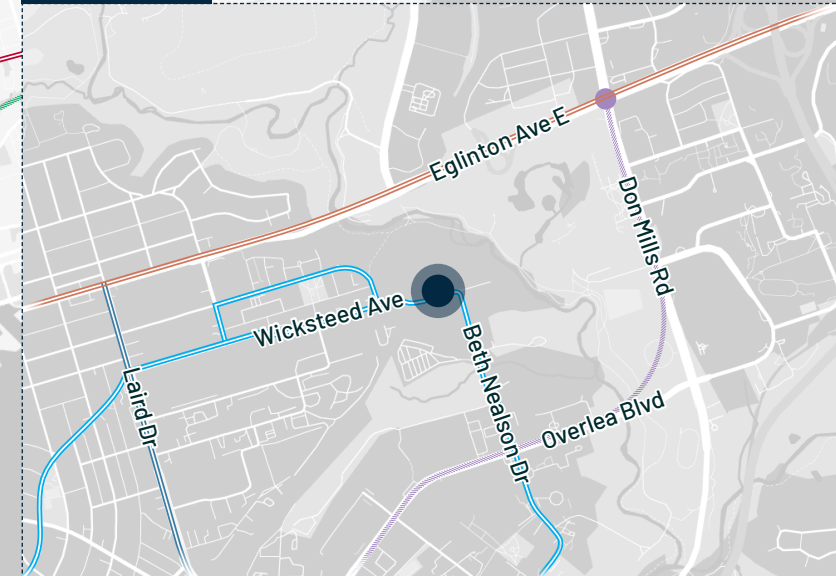 Eglinton Ave E
Don Mills Rd
Wicksteed Ave
Laird Dr
Beth Nealson Dr
Overlea Blvd